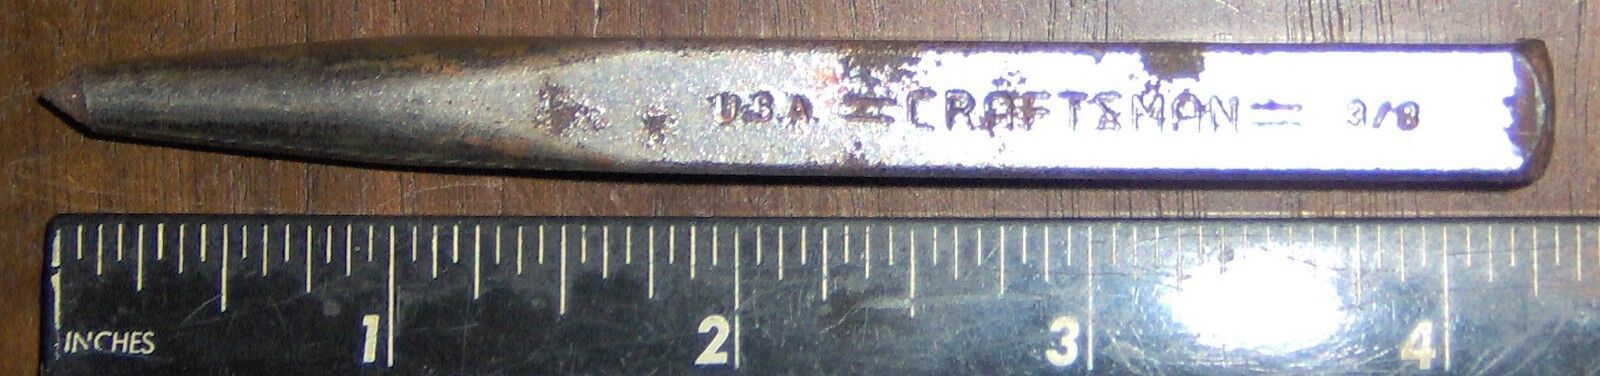 U.S.A. =CRAFTSMAN= 3/8
1 2 3 4
INCHES